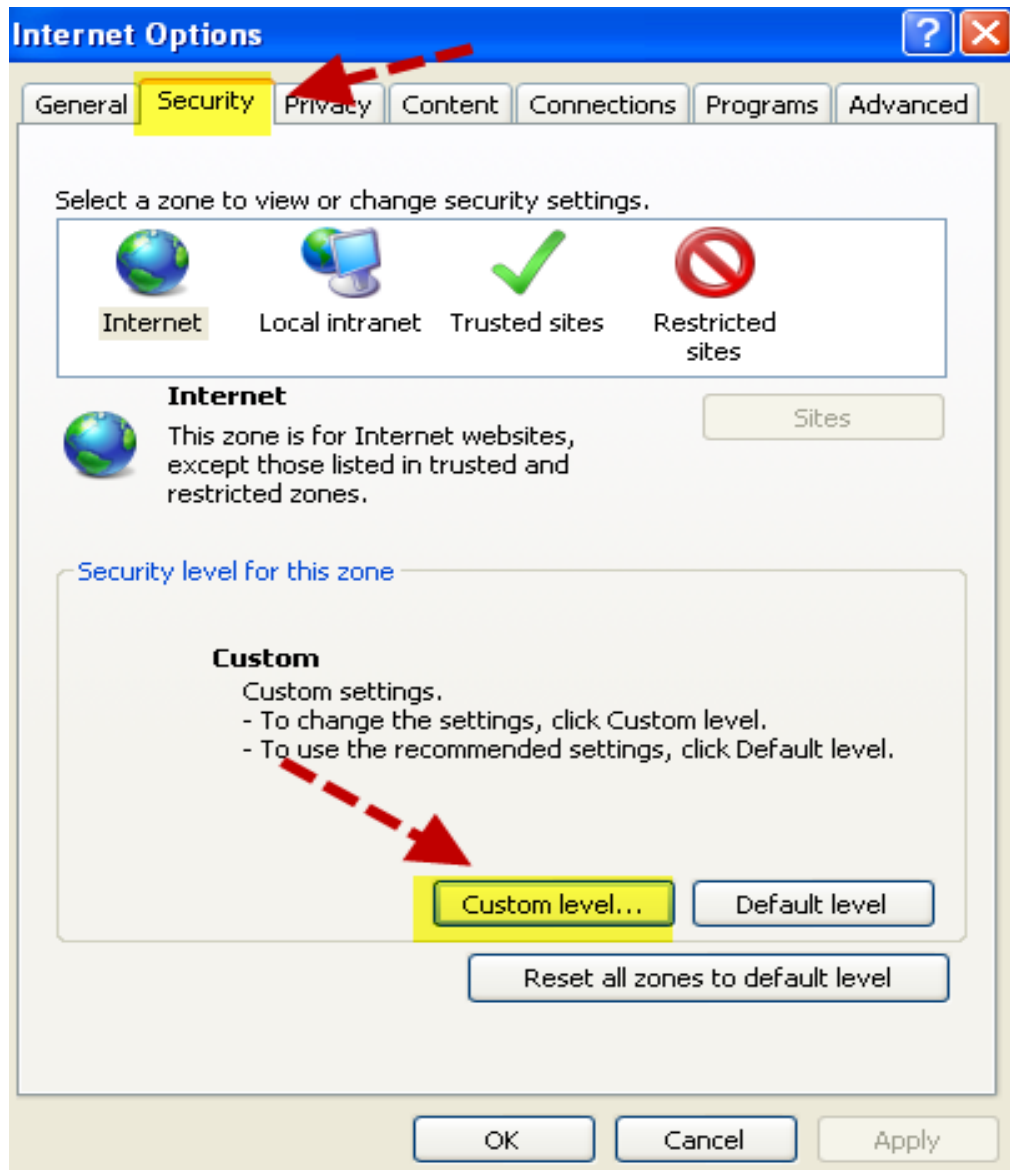 Internet Options
?
General Security Privacy Content Connections Programs Advanced
Select a zone to view or change security settings.
Internet Local intranet Trusted sites Restricted
sites
Internet
Sites
This zone is for Internet websites,
except those listed in trusted and
restricted zones.
Security level for this zone
Custom
Custom settings.
- To change the settings, click Custom level.
- To use the recommended settings, click Default level.
Custom level... Default level
Reset all zones to default level
OK Cancel Apply